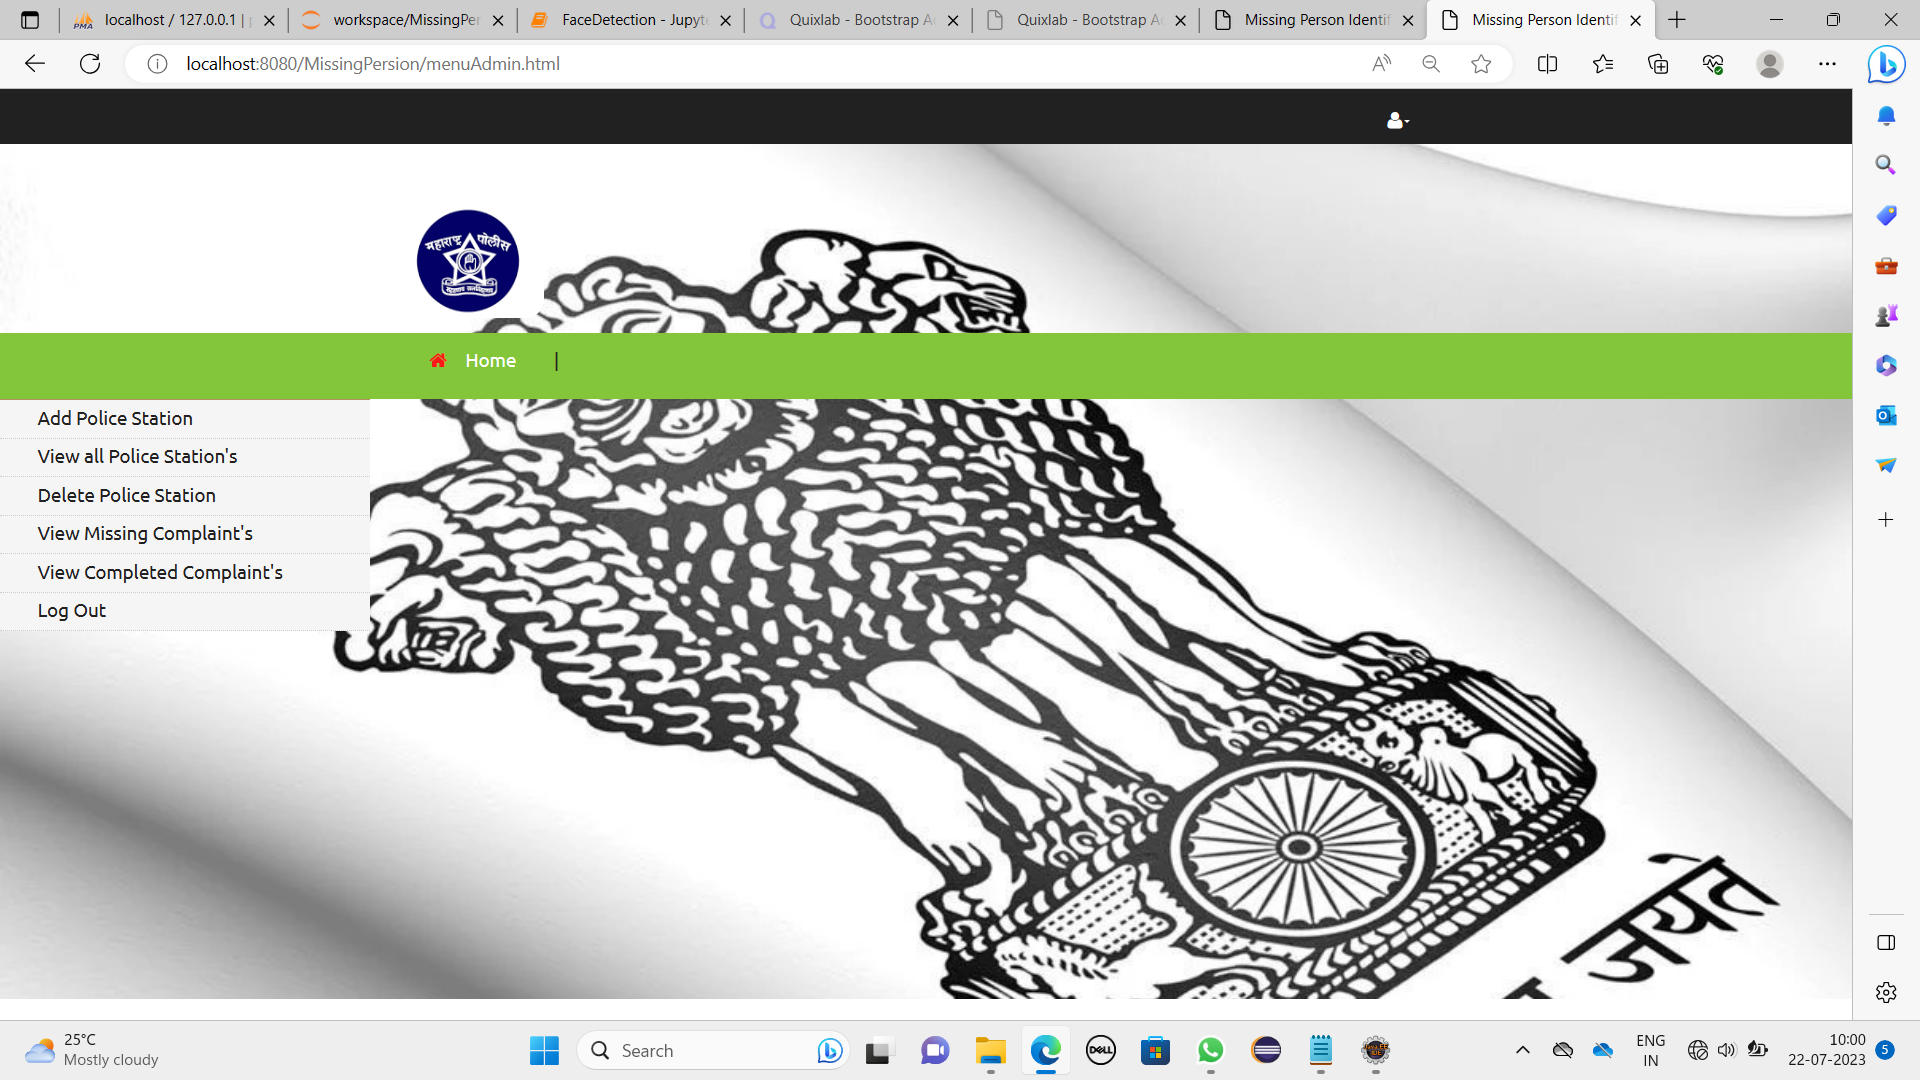 localhost / 127.0.0.1 |
workspace/MissingPer
FaceDetection - Jupyte
Quixlab - Bootstrap A
Quixlab - Bootstrap A
Missing Person Identif
Missing Person Identif
localhost:8080/MissingPersion/menuAdmin.html
महाराष्ट्र पोलीस
Home |
Add Police Station
View all Police Station's
Delete Police Station
View Missing Complaint's
View Completed Complaint's
Log Out
जयते
25°C
Mostly cloudy
Search
DELL
ENG
IN
10:00
22-07-2023
5